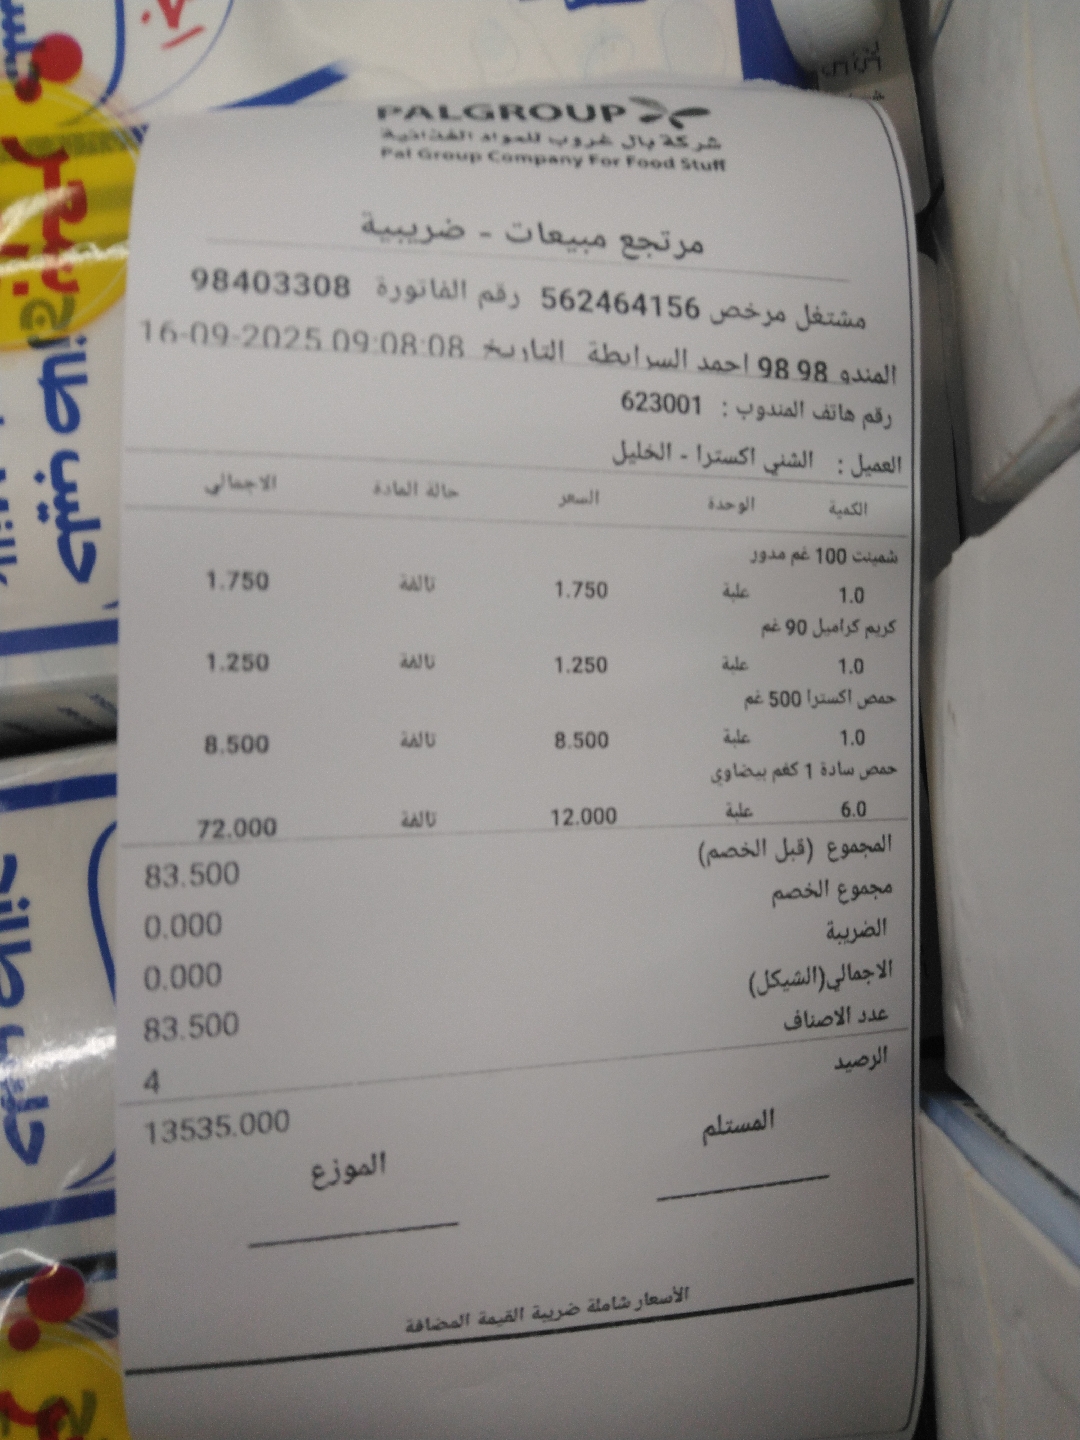 PALGROUP
شركة بال غروب للمواد الغذائية
Pal Group Company For Food Stuff
مرتجع مبيعات - ضريبية
مشتغل مرخص 562464156 رقم الفاتورة 98403308
المندو 98 98 احمد السرابطة التاريخ 16-09-2025 09:08:08
رقم هاتف المندوب : 623001
العميل : الشني اكسترا - الخليل
الكمية الوحدة السعر حالة المادة الاجمالي
شمينت 100 غم مدور
1.0 علبة 1.750 تالفة 1.750
كريم كراميل 90 غم
1.0 علبة 1.250 تالفة 1.250
حمص اكسترا 500 غم
1.0 علبة 8.500 تالفة 8.500
حمص سادة 1 كغم بيضاوي
6.0 علبة 12.000 تالفة 72.000
المجموع (قبل الخصم) 83.500
مجموع الخصم 0.000
الضريبة 0.000
الاجمالي(الشيكل) 83.500
عدد الاصناف 4
الرصيد 13535.000
المستلم الموزع
الأسعار شاملة ضريبة القيمة المضافة
حليب طازج